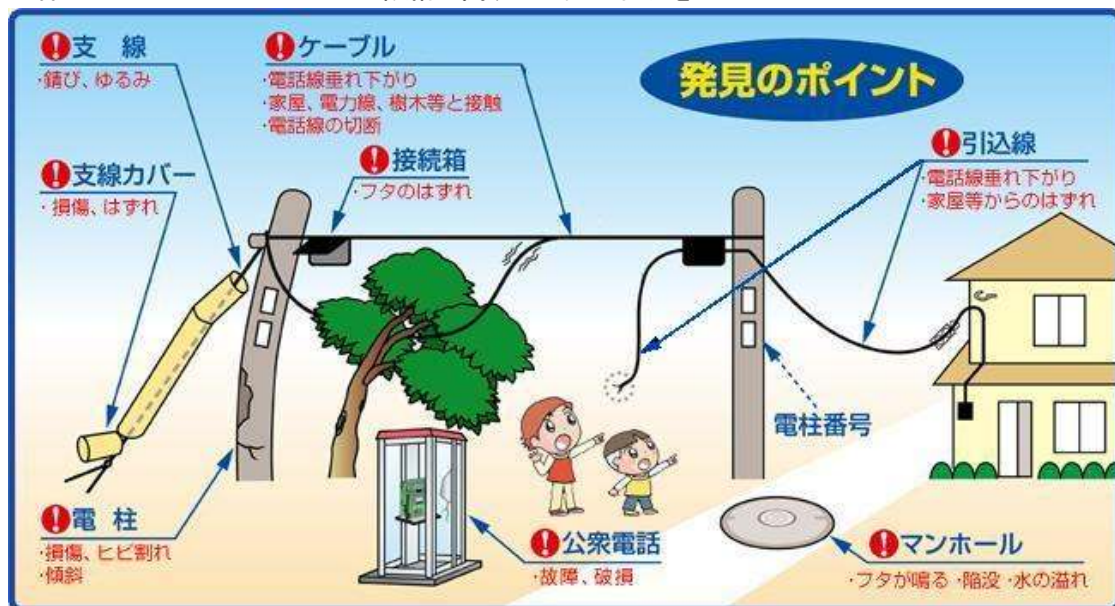 支 線
・錆び、ゆるみ
ケーブル
・電話線垂れ下がり
・家屋、電力線、樹木等と接触
・電話線の切断
発見のポイント
接続箱
・フタのはずれ
引込線
・電話線垂れ下がり
・家屋等からのはずれ
支線カバー
・損傷、はずれ
電柱番号
電 柱
・損傷、ヒビ割れ
・傾斜
公衆電話
・故障、破損
マンホール
・フタが鳴る ・陥没 ・水の溢れ